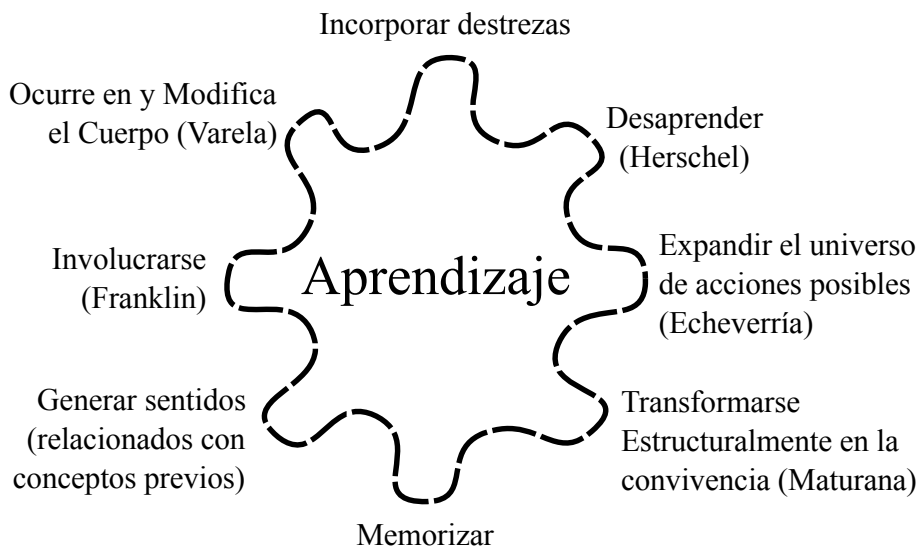 Incorporar destrezas
Ocurre en y Modifica
el Cuerpo (Varela)
Desaprender
(Herschel)
Involucrarse
(Franklin)
Aprendizaje
Expandir el universo
de acciones posibles
(Echeverría)
Generar sentidos
(relacionados con
conceptos previos)
Transformarse
Estructuralmente en la
convivencia (Maturana)
Memorizar